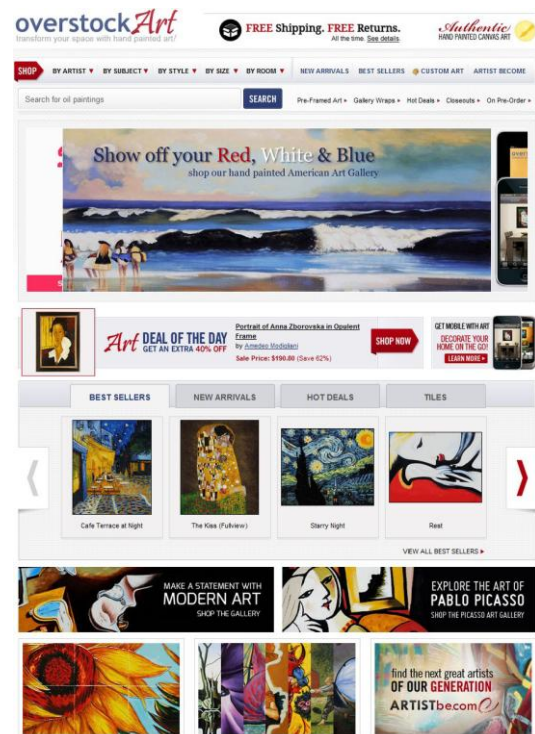 overstockArt
transform your space with hand painted art!
FREE Shipping. FREE Returns.
All the time. See details.
Authentic
HAND PAINTED CANVAS ART
SHOP
BY ARTIST ▼ BY SUBJECT ▼ BY STYLE ▼ BY SIZE ▼ BY ROOM ▼ NEW ARRIVALS BEST SELLERS CUSTOM ART ARTIST BECOME
Search for oil paintings
SEARCH
Pre-Framed Art Gallery Wraps Hot Deals Closeouts On Pre-Order
Show off your Red, White & Blue
shop our hand painted American Art Gallery
Art DEAL OF THE DAY
GET AN EXTRA 40% OFF
Portrait of Anna Zborovska in Opulent
Frame
by Amedeo Modigliani
Sale Price: $190.80 (Save 62%)
SHOP NOW
GET MOBILE WITH ART
DECORATE YOUR
HOME ON THE GO!
LEARN MORE
BEST SELLERS NEW ARRIVALS HOT DEALS TILES
Cafe Terrace at Night
The Kiss (Fullview)
Starry Night
Rest
VIEW ALL BEST SELLERS
MAKE A STATEMENT WITH
MODERN ART
SHOP THE GALLERY
EXPLORE THE ART OF
PABLO PICASSO
SHOP THE PICASSO ART GALLERY
find the next great artists
OF OUR GENERATION
ARTISTbecome